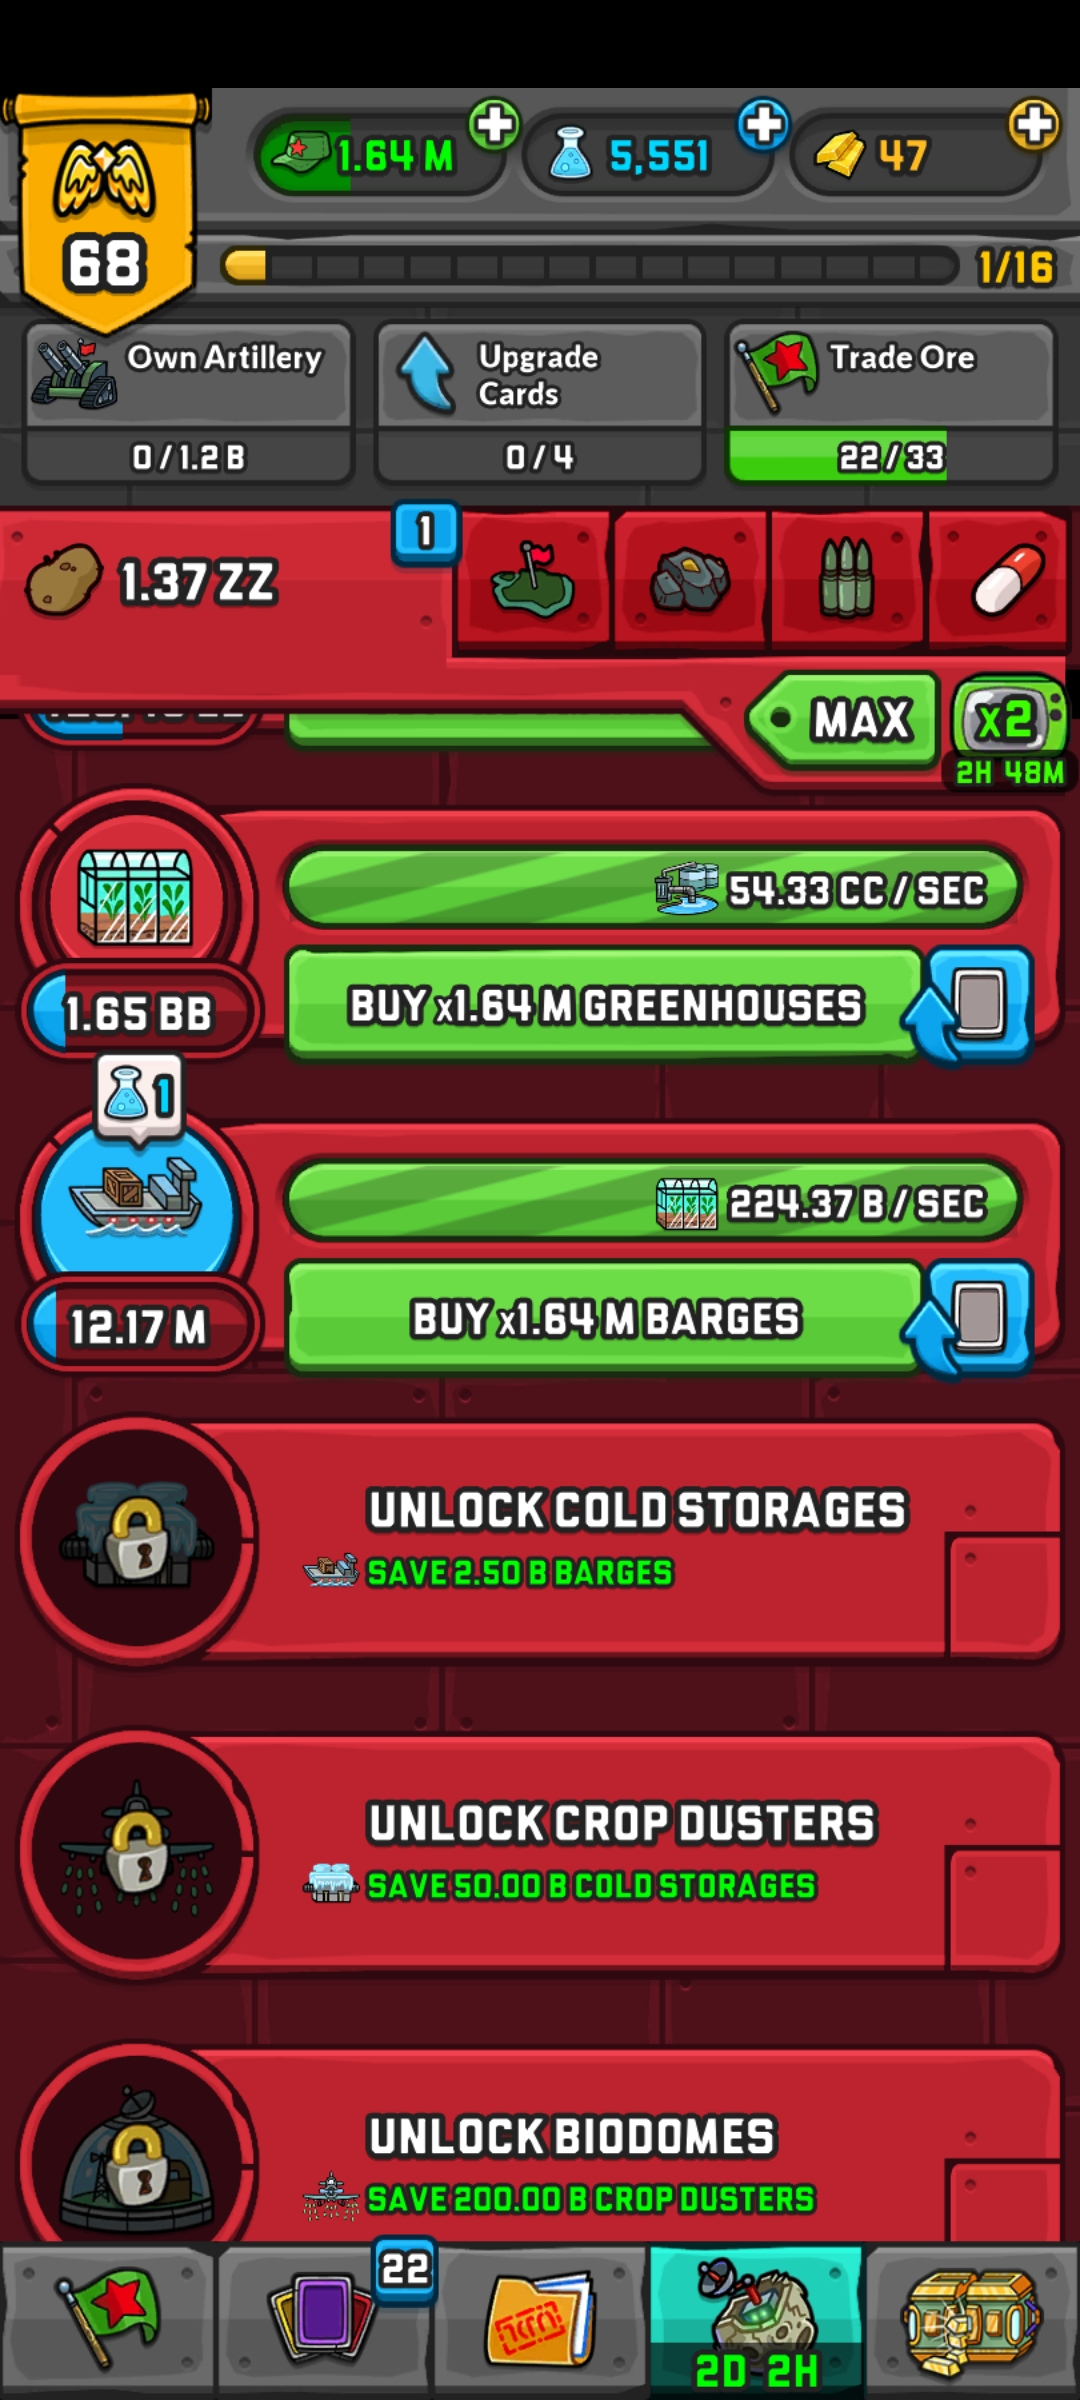 1.64 M
5,551
47
68
1/16
Own Artillery
0 / 1.2 B
Upgrade
Cards
0 / 4
Trade Ore
22 / 33
1
1.37 ZZ
MAX
x2
2H 48M
54.33 CC / SEC
1.65 BB
BUY x1.64 M GREENHOUSES
1
224.37 B / SEC
12.17 M
BUY x1.64 M BARGES
UNLOCK COLD STORAGES
SAVE 2.50 B BARGES
UNLOCK CROP DUSTERS
SAVE 50.00 B COLD STORAGES
UNLOCK BIODOMES
SAVE 200.00 B CROP DUSTERS
22
2D 2H